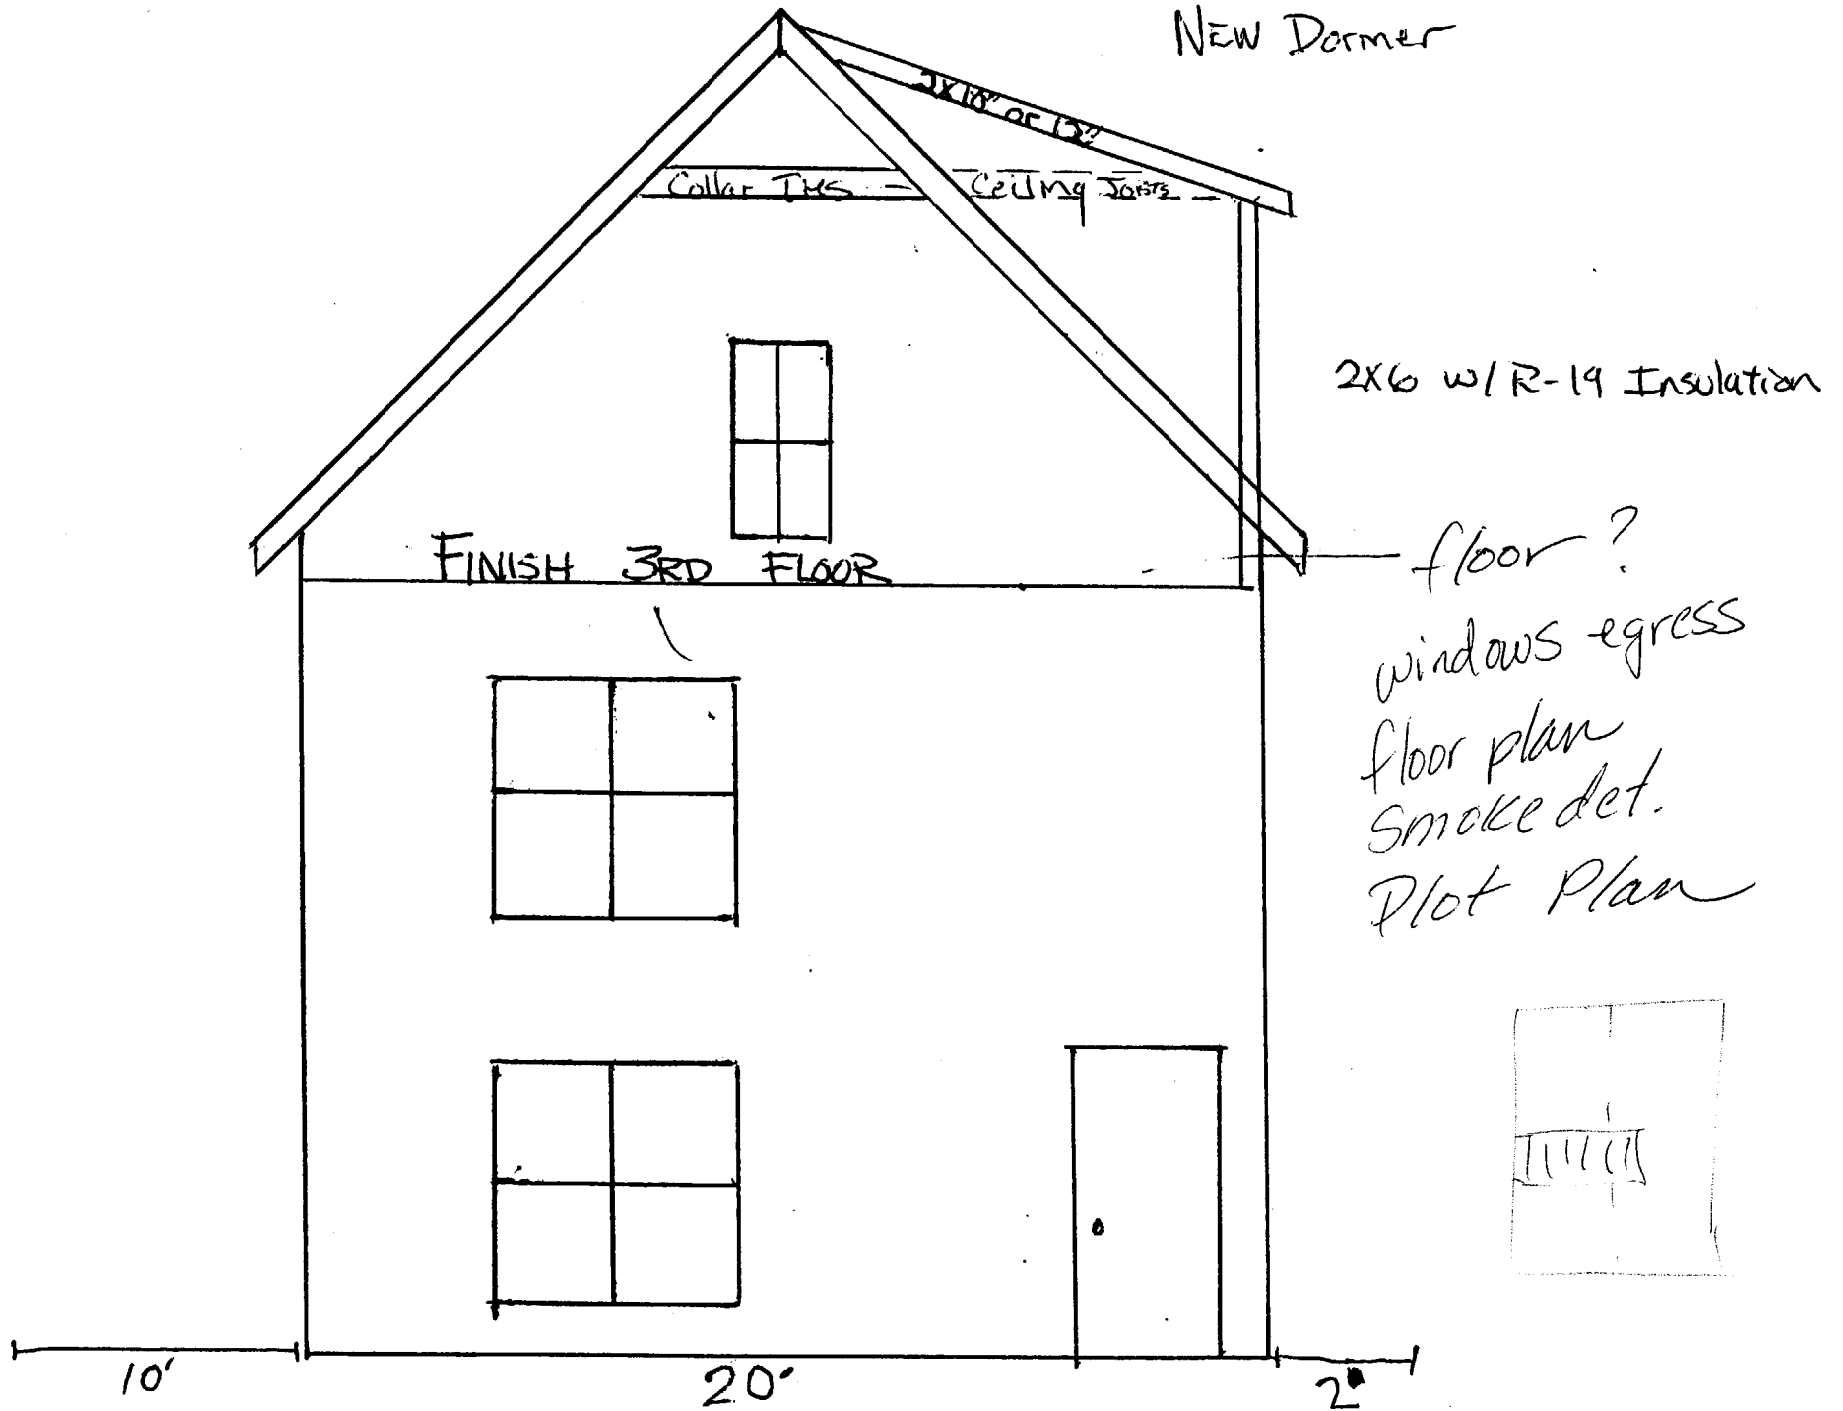 NEW Dormer
2x10" or 12"
Collar Ties - Ceiling Joists
2x6 w/ R-19 Insulation
FINISH 3RD FLOOR
floor ?
windows egress
floor plan
Smoke det.
Plot Plan
10'
20'
2'